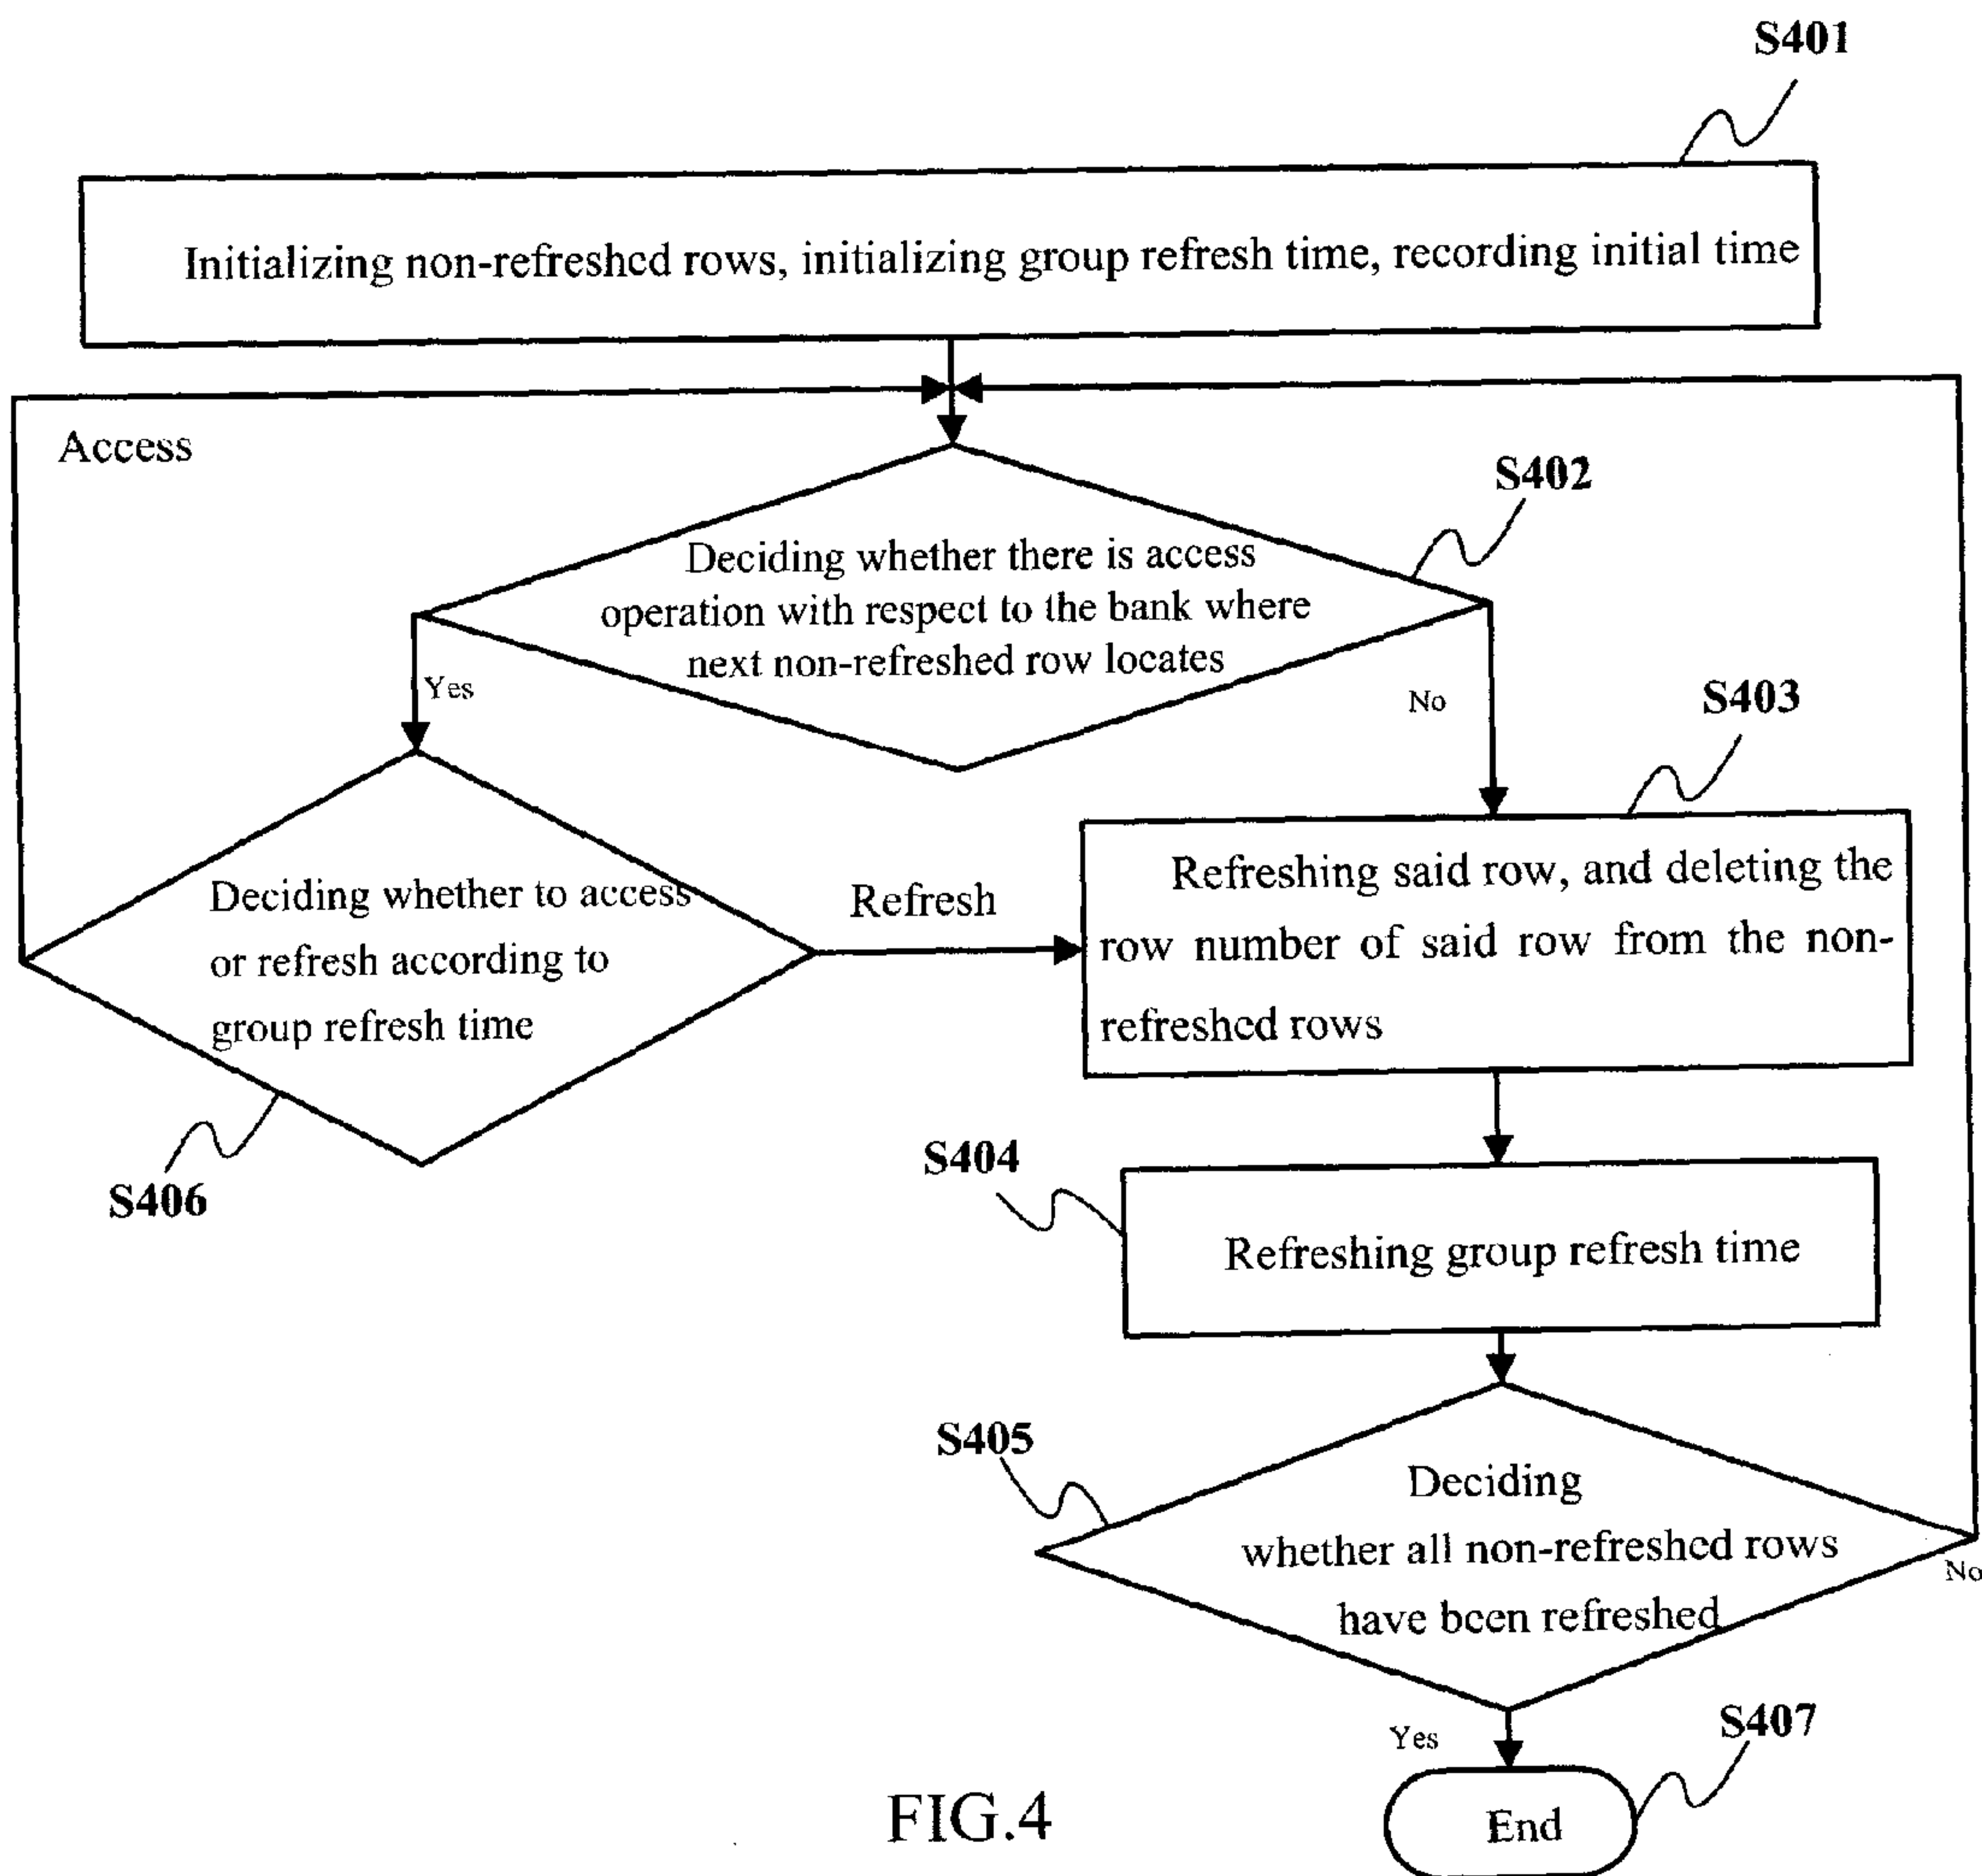 S401
Initializing non-refreshed rows, initializing group refresh time, recording initial time
Access
S402
Deciding whether there is access
operation with respect to the bank where
next non-refreshed row locates
Yes
No
S403
Deciding whether to access
or refresh according to
group refresh time
Refresh
Refreshing said row, and deleting the
row number of said row from the non-
refreshed rows
S406
S404
Refreshing group refresh time
S405
Deciding
whether all non-refreshed rows
have been refreshed
No
Yes
S407
End
FIG.4